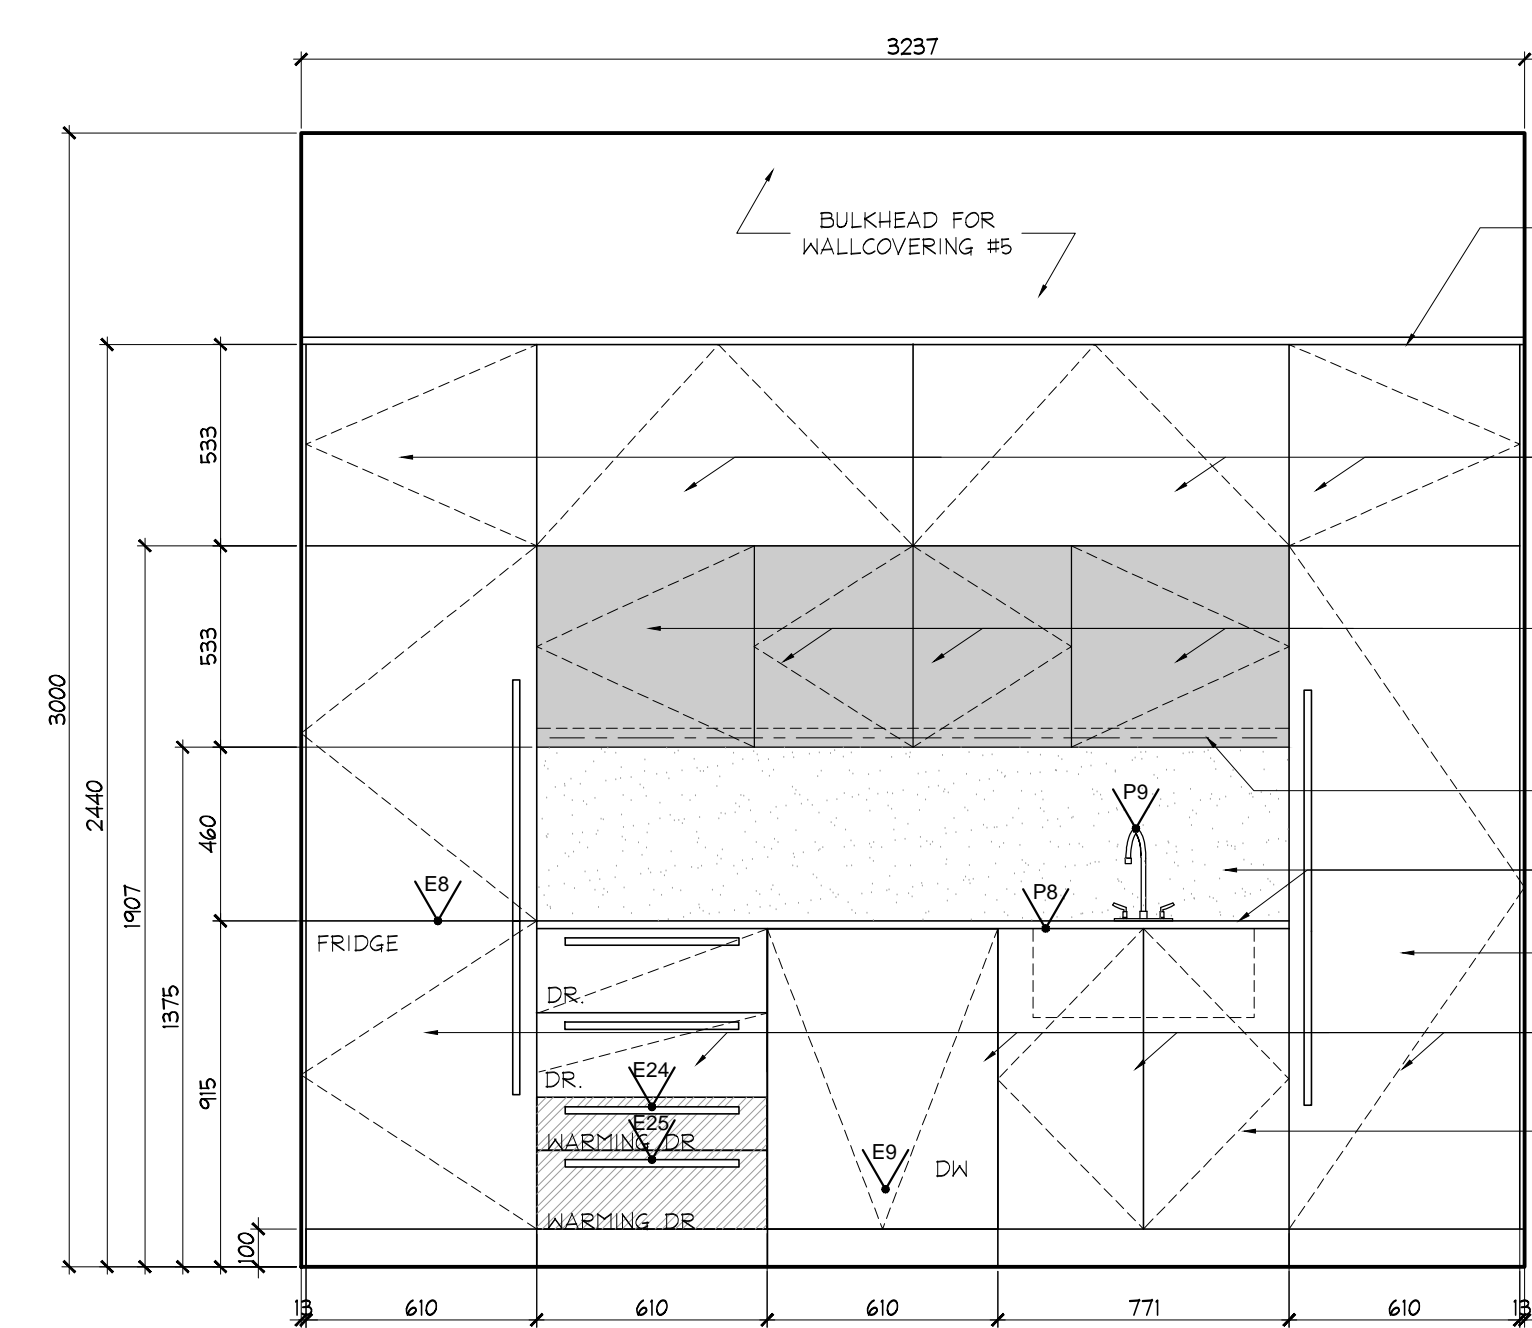 3237
BULKHEAD FOR
WALLCOVERING #5
533
533
3000
2440
460
1907
1375
915
100
P9
E8
P8
FRIDGE
DR.
DR.
E24
E25
WARMING DR
E9
DW
WARMING DR
13
610
610
610
771
610
13